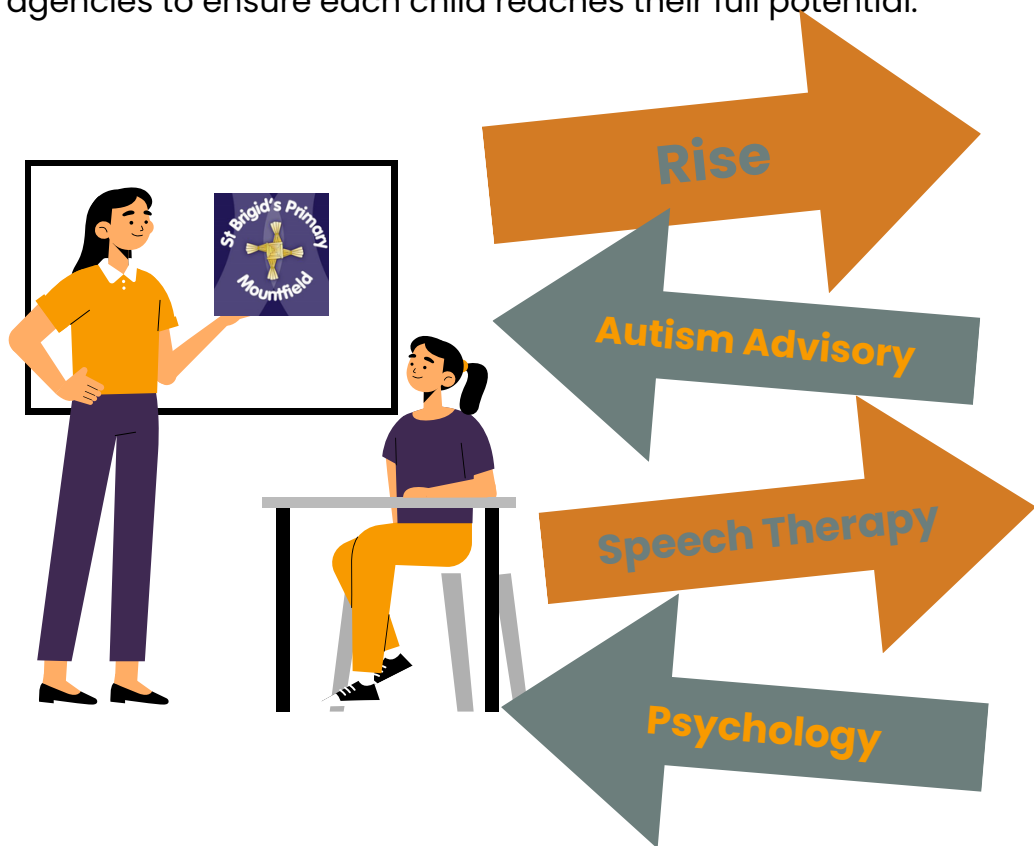 agencies to ensure each child reaches their full potential.
Rise
St Brigid's Primary
Mountfield
Autism Advisory
Speech Therapy
Psychology